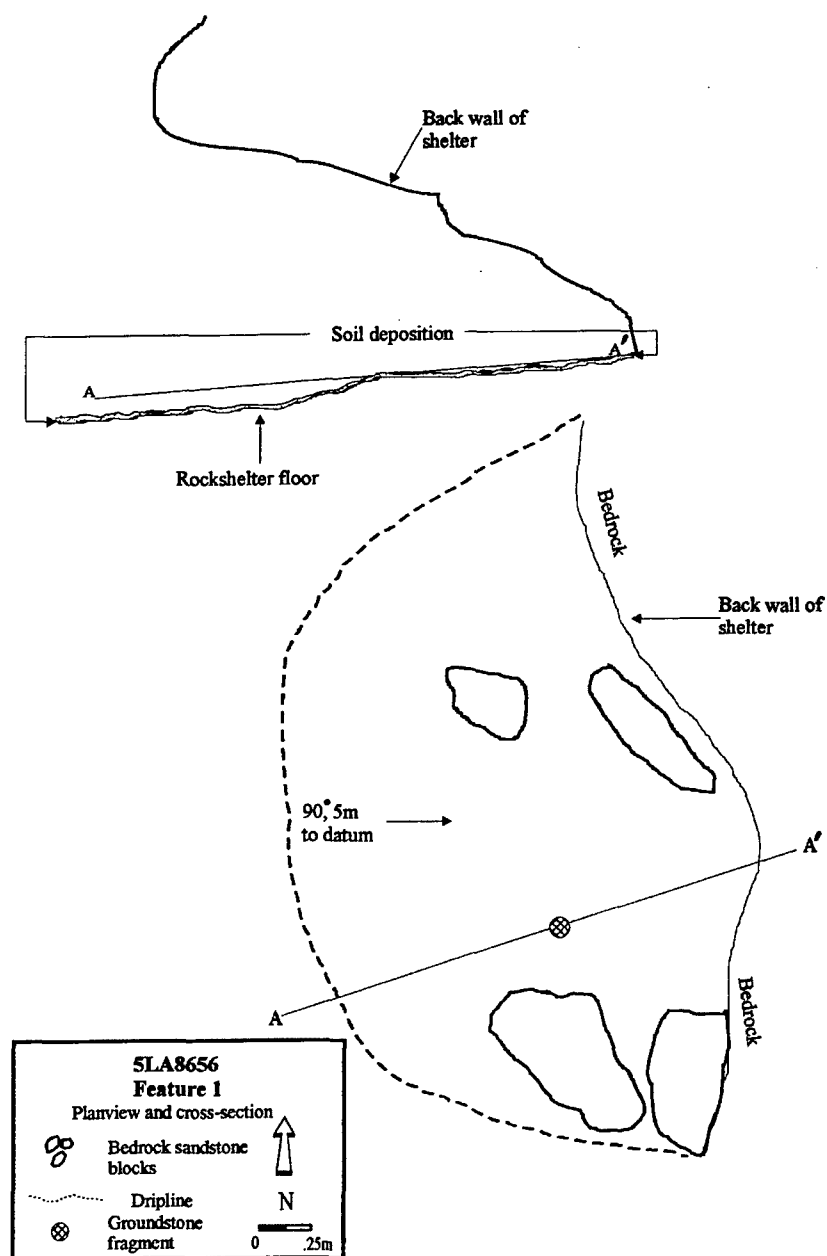 Back wall of
shelter
Soil deposition
A
A′
Rockshelter floor
Bedrock
Back wall of
shelter
90° 5m
to datum
A′
A
Bedrock
5LA8656
Feature 1
Planview and cross-section
Bedrock sandstone
blocks
Dripline
N
Groundstone
fragment
0 .25m